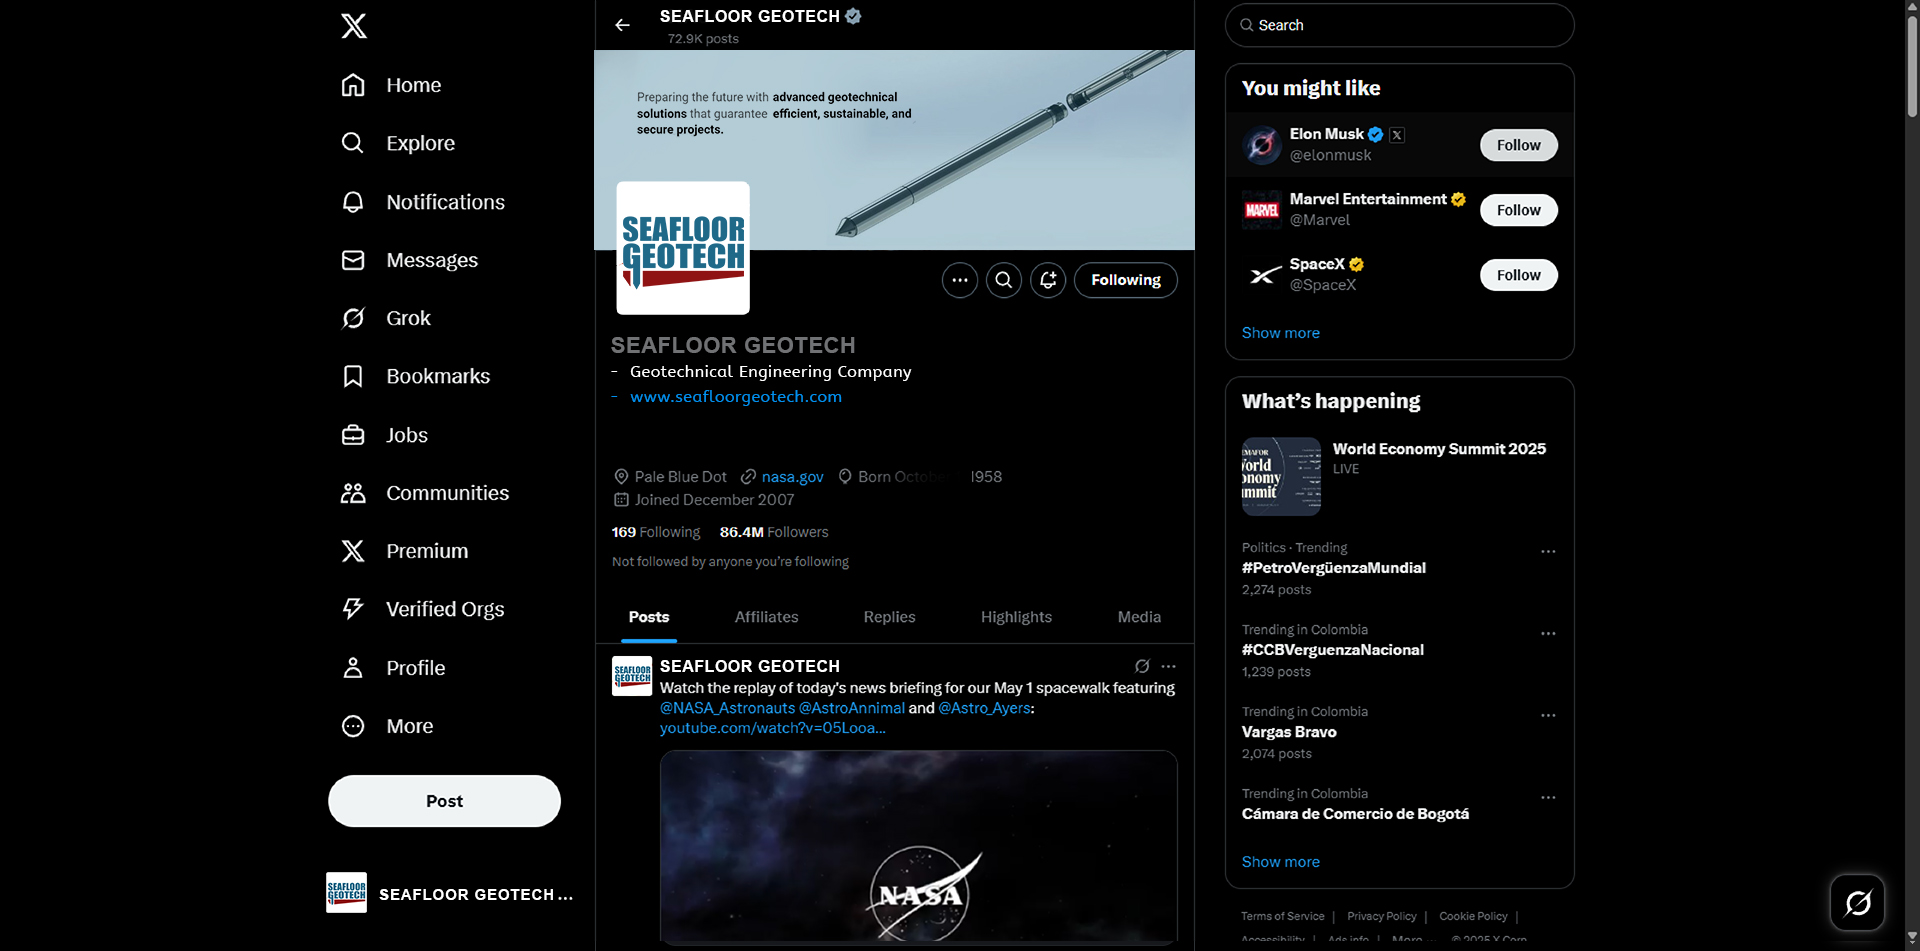 Home
Explore
Notifications
Messages
Grok
Bookmarks
Jobs
Communities
Premium
Verified Orgs
Profile
More
Post
SEAFLOOR GEOTECH
SEAFLOOR GEOTECH ...
SEAFLOOR GEOTECH
72.9K posts
Preparing the future with advanced geotechnical
solutions that guarantee efficient, sustainable, and
secure projects.
SEAFLOOR
GEOTECH
Following
SEAFLOOR GEOTECH
- Geotechnical Engineering Company
- www.seafloorgeotech.com
Pale Blue Dot nasa.gov Born October 1958
Joined December 2007
169 Following 86.4M Followers
Not followed by anyone you're following
Posts Affiliates Replies Highlights Media
SEAFLOOR
GEOTECH
SEAFLOOR GEOTECH
Watch the replay of today's news briefing for our May 1 spacewalk featuring
@NASA_Astronauts @AstroAnnimal and @Astro_Ayers:
youtube.com/watch?v=05Looa...
NASA
Search
You might like
Elon Musk
@elonmusk
Follow
MARVEL
Marvel Entertainment
@Marvel
Follow
SpaceX
@SpaceX
Follow
Show more
What's happening
World Economy Summit 2025
LIVE
Politics · Trending
#PetroVergüenzaMundial
2,274 posts
Trending in Colombia
#CCBVerguenzaNacional
1,239 posts
Trending in Colombia
Vargas Bravo
2,074 posts
Trending in Colombia
Cámara de Comercio de Bogotá
Show more
Terms of Service | Privacy Policy | Cookie Policy |
Accessibility | Ads info | More ... © 2025 X Corp.